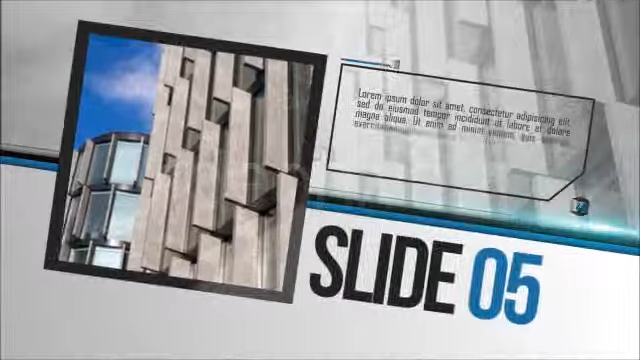 Lorem ipsum dolor sit amet, consectetur adipisicing elit,
sed do eiusmod tempor incididunt ut labore et dolore
magna aliqua. Ut enim ad minim veniam, quis
SLIDE 05